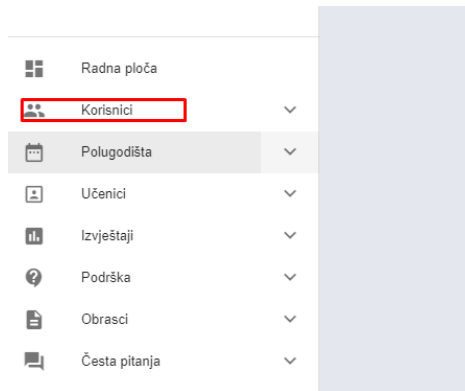 Radna ploča
Korisnici
Polugodišta
Učenici
Izvještaji
Podrška
Obrasci
Česta pitanja